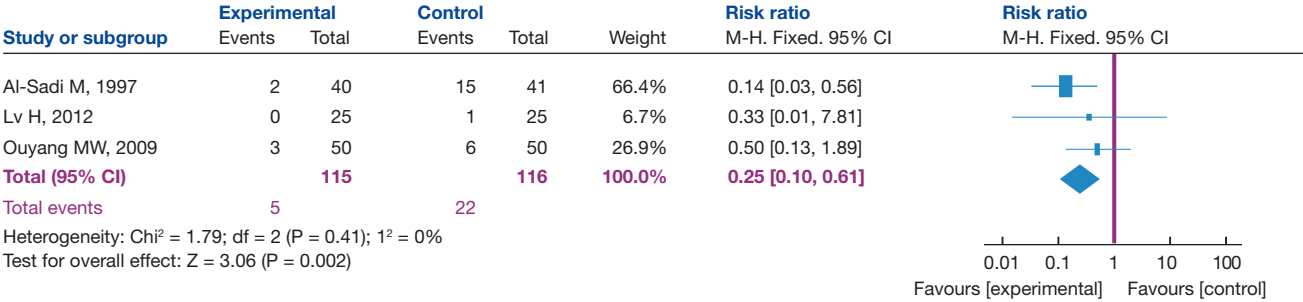 Experimental Control Risk ratio Risk ratio
Study or subgroup Events Total Events Total Weight M-H. Fixed. 95% CI M-H. Fixed. 95% CI
Al-Sadi M, 1997 2 40 15 41 66.4% 0.14 [0.03, 0.56]
Lv H, 2012 0 25 1 25 6.7% 0.33 [0.01, 7.81]
Ouyang MW, 2009 3 50 6 50 26.9% 0.50 [0.13, 1.89]
Total (95% CI) 115 116 100.0% 0.25 [0.10, 0.61]
Total events 5 22
Heterogeneity: Chi² = 1.79; df = 2 (P = 0.41); 1² = 0%
Test for overall effect: Z = 3.06 (P = 0.002)
0.01 0.1 1 10 100
Favours [experimental] Favours [control]